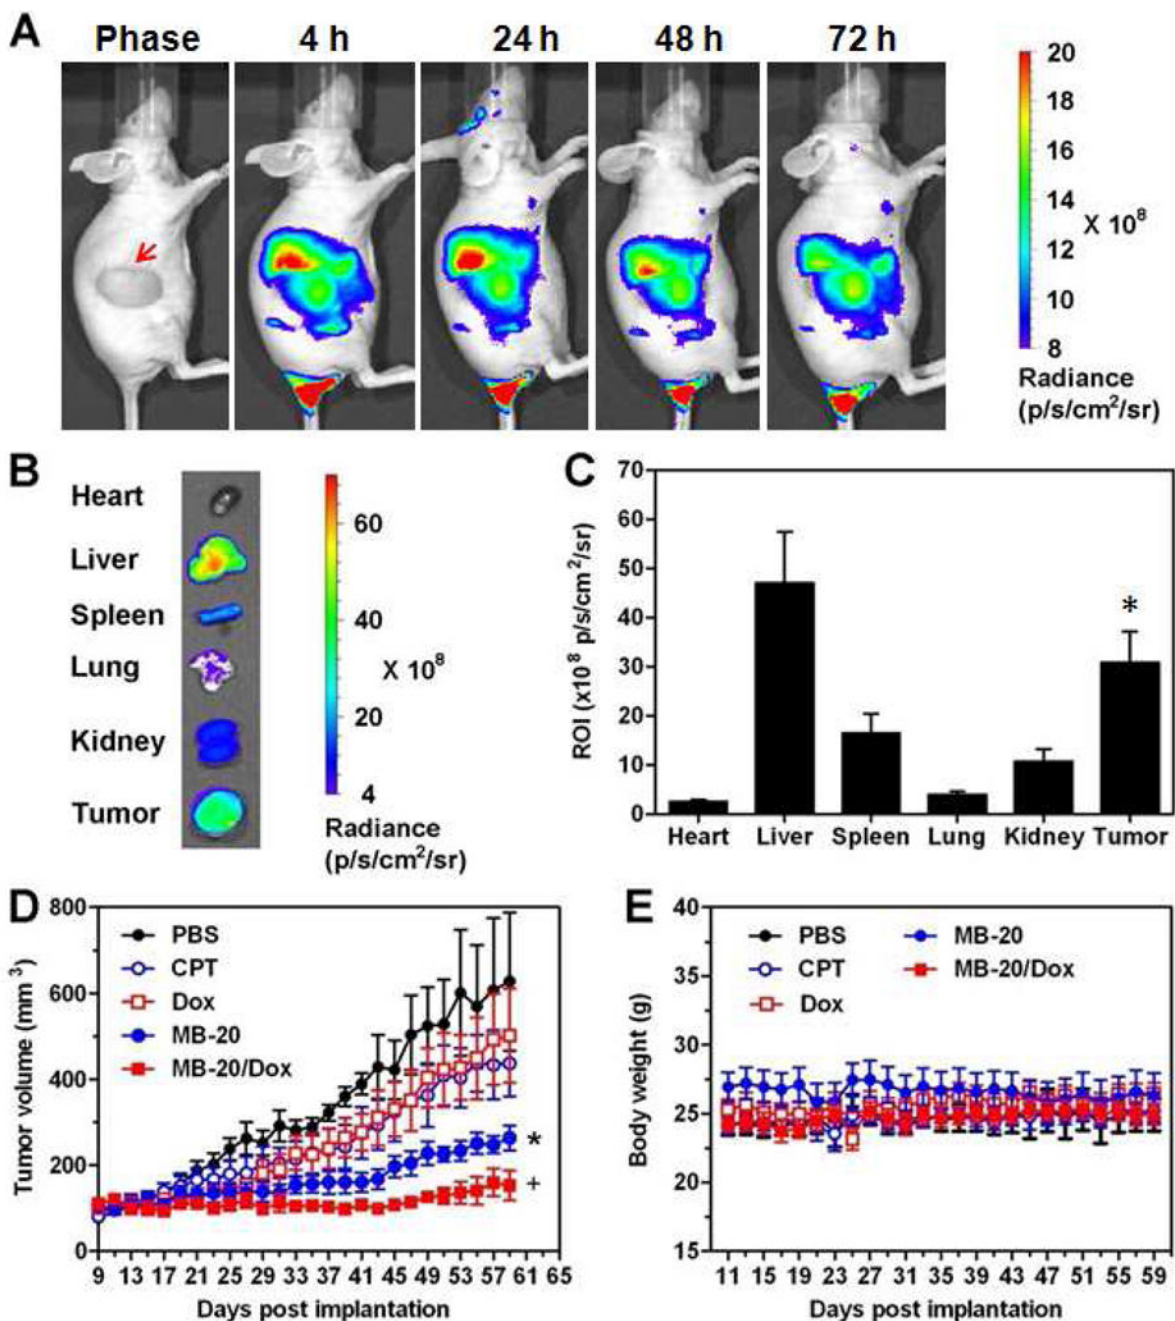 A
Phase 4 h 24 h 48 h 72 h
20
18
16
14
12
10
8
X 10⁸
Radiance
(p/s/cm²/sr)
B
Heart
Liver
Spleen
Lung
Kidney
Tumor
60
40
20
4
X 10⁸
Radiance
(p/s/cm²/sr)
C
ROI (x10⁸ p/s/cm²/sr)
70
60
50
40
30
20
10
0
*
Heart Liver Spleen Lung Kidney Tumor
D
Tumor volume (mm³)
800
600
400
200
0
PBS
CPT
Dox
MB-20
MB-20/Dox
*
+
9 13 17 21 25 29 33 37 41 45 49 53 57 61 65
Days post implantation
E
Body weight (g)
40
35
30
25
20
15
PBS MB-20
CPT MB-20/Dox
Dox
11 15 19 23 27 31 35 39 43 47 51 55 59
Days post implantation